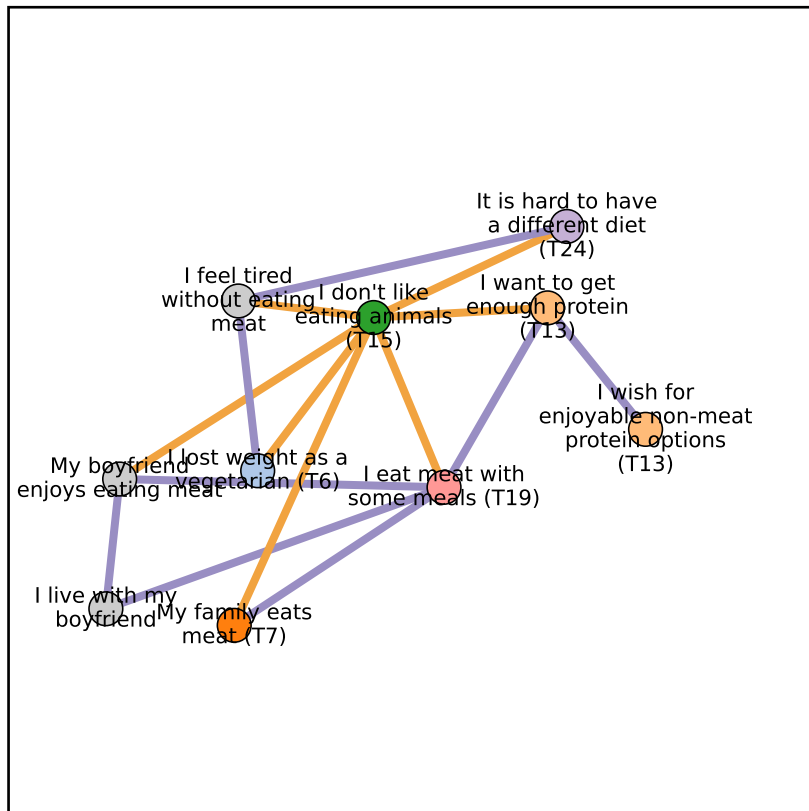 It is hard to have
a different diet
(T24)
I feel tired
without eating
meat
I don't like
eating animals
(T15)
I want to get
enough protein
(T13)
I wish for
enjoyable non-meat
protein options
(T13)
My boyfriend
enjoys eating meat
I lost weight as a
vegetarian (T6)
I eat meat with
some meals (T19)
I live with my
boyfriend
My family eats
meat (T7)